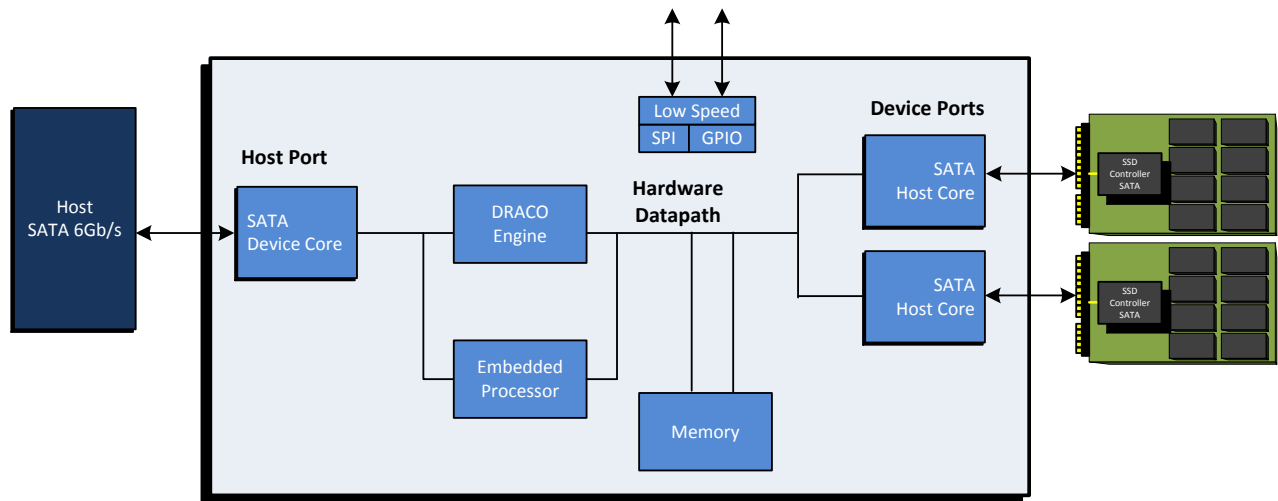 Host
SATA 6Gb/s
Host Port
SATA
Device Core
DRACO
Engine
Embedded
Processor
Low Speed
SPI
GPIO
Hardware
Datapath
Memory
Device Ports
SATA
Host Core
SATA
Host Core
SSD
Controller
SATA
SSD
Controller
SATA